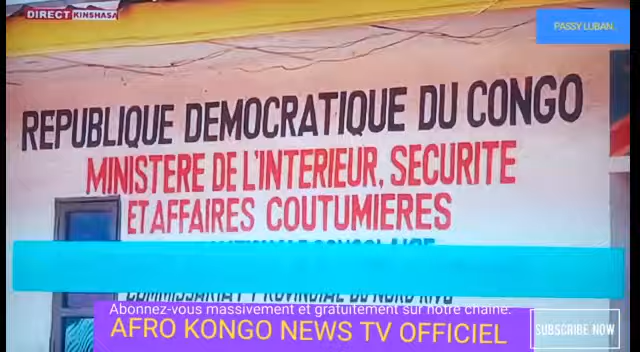 DIRECT KINSHASA
PASSY LUBAN
REPUBLIQUE DEMOCRATIQUE DU CONGO
MINISTERE DE L'INTERIEUR, SECURITE
ET AFFAIRES COUTUMIERES
COMMISSARIAT PROVINCIAL DU NORD KIVU
Abonnez-vous massivement et gratuitement sur notre chaine.
AFRO KONGO NEWS TV OFFICIEL
SUBSCRIBE NOW